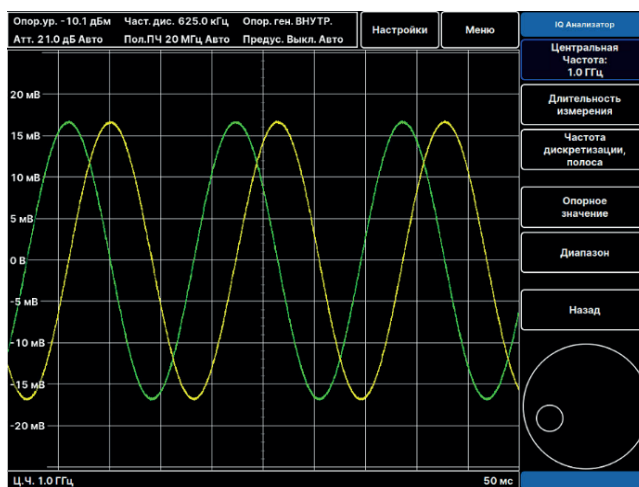 Опор.ур. -10.1 дБм Част. дис. 625.0 кГц Опор. ген. ВНУТР.
Атт. 21.0 дБ Авто Пол.ПЧ 20 МГц Авто Предус. Выкл. Авто
Настройки
Меню
IQ Анализатор
Центральная
Частота:
1.0 ГГц
Длительность
измерения
Частота
дискретизации,
полоса
Опорное
значение
Диапазон
Назад
20 мВ
15 мВ
10 мВ
5 мВ
0 В
-5 мВ
-10 мВ
-15 мВ
-20 мВ
Ц.Ч. 1.0 ГГц
50 мс